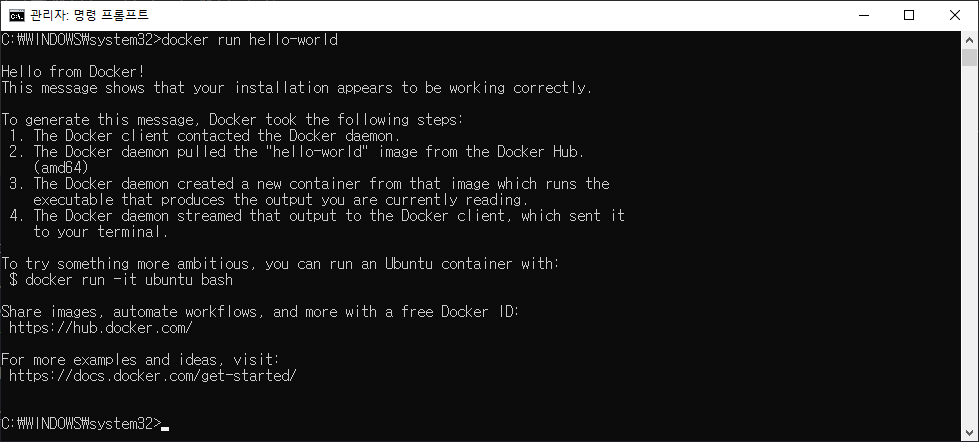 관리자: 명령 프롬프트
C:₩WINDOWS₩system32>docker run hello-world
Hello from Docker!
This message shows that your installation appears to be working correctly.
To generate this message, Docker took the following steps:
1. The Docker client contacted the Docker daemon.
2. The Docker daemon pulled the "hello-world" image from the Docker Hub.
(amd64)
3. The Docker daemon created a new container from that image which runs the
executable that produces the output you are currently reading.
4. The Docker daemon streamed that output to the Docker client, which sent it
to your terminal.
To try something more ambitious, you can run an Ubuntu container with:
$ docker run -it ubuntu bash
Share images, automate workflows, and more with a free Docker ID:
https://hub.docker.com/
For more examples and ideas, visit:
https://docs.docker.com/get-started/
C:₩WINDOWS₩system32>